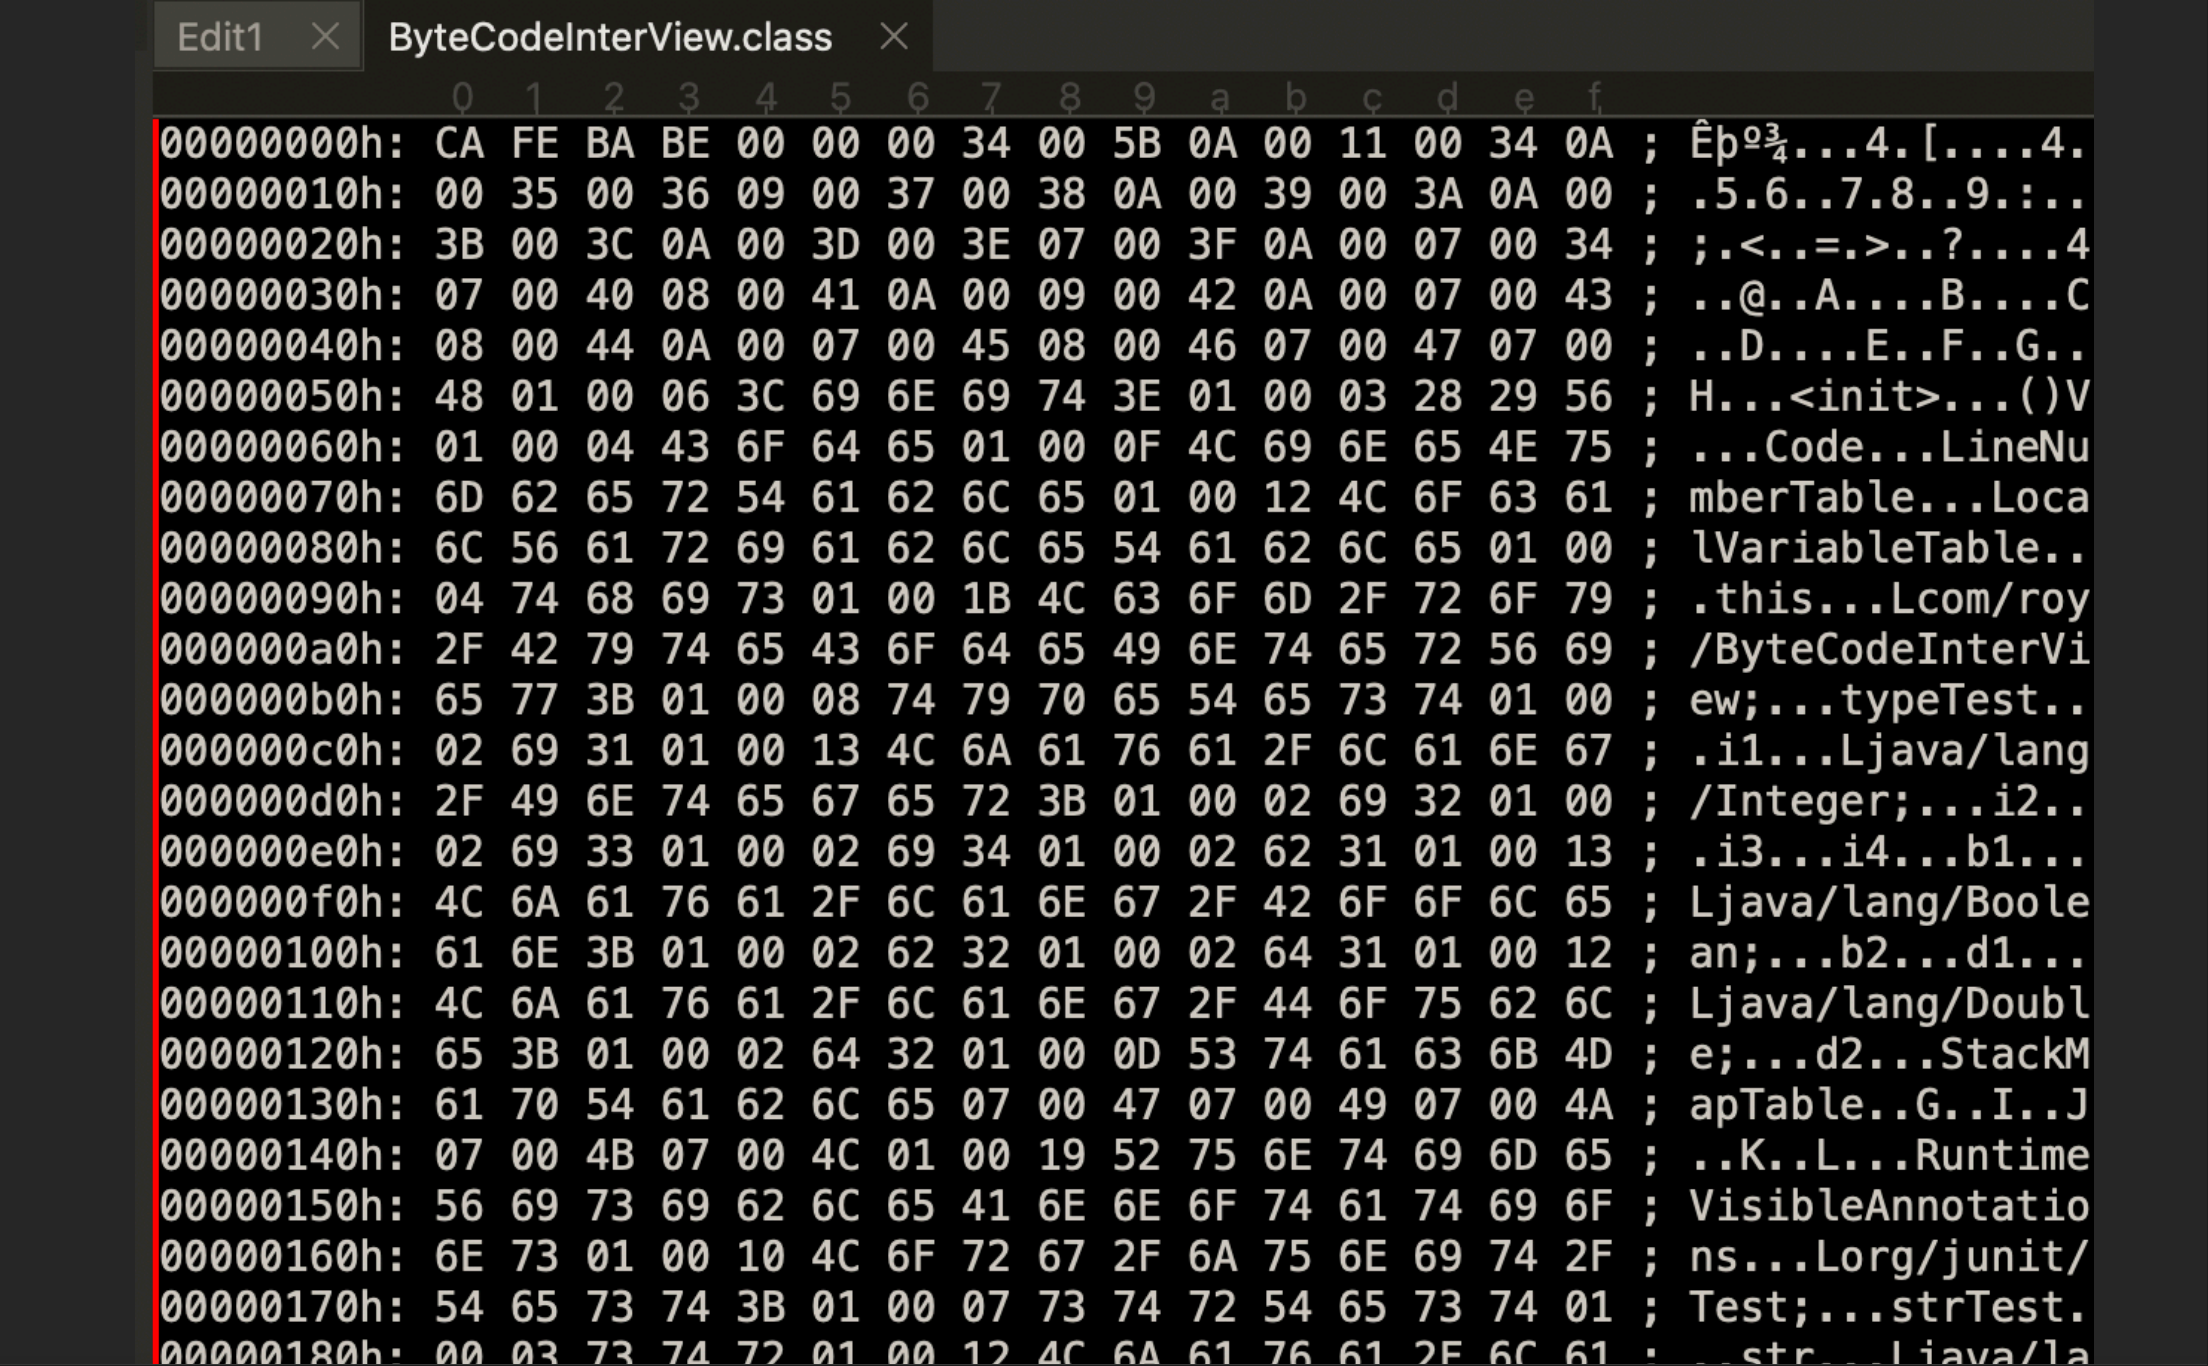 Edit1 × ByteCodeInterView.class ×
0 1 2 3 4 5 6 7 8 9 a b c d e f
00000000h: CA FE BA BE 00 00 00 34 00 5B 0A 00 11 00 34 0A ; Êþº¾...4.[....4.
00000010h: 00 35 00 36 09 00 37 00 38 0A 00 39 00 3A 0A 00 ; .5.6..7.8..9.:..
00000020h: 3B 00 3C 0A 00 3D 00 3E 07 00 3F 0A 00 07 00 34 ; ;.<..=.>..?....4
00000030h: 07 00 40 08 00 41 0A 00 09 00 42 0A 00 07 00 43 ; ..@..A....B....C
00000040h: 08 00 44 0A 00 07 00 45 08 00 46 07 00 47 07 00 ; ..D....E..F..G..
00000050h: 48 01 00 06 3C 69 6E 69 74 3E 01 00 03 28 29 56 ; H...<init>...()V
00000060h: 01 00 04 43 6F 64 65 01 00 0F 4C 69 6E 65 4E 75 ; ...Code...LineNu
00000070h: 6D 62 65 72 54 61 62 6C 65 01 00 12 4C 6F 63 61 ; mberTable...Loca
00000080h: 6C 56 61 72 69 61 62 6C 65 54 61 62 6C 65 01 00 ; lVariableTable..
00000090h: 04 74 68 69 73 01 00 1B 4C 63 6F 6D 2F 72 6F 79 ; .this...Lcom/roy
000000a0h: 2F 42 79 74 65 43 6F 64 65 49 6E 74 65 72 56 69 ; /ByteCodeInterVi
000000b0h: 65 77 3B 01 00 08 74 79 70 65 54 65 73 74 01 00 ; ew;...typeTest..
000000c0h: 02 69 31 01 00 13 4C 6A 61 76 61 2F 6C 61 6E 67 ; .i1...Ljava/lang
000000d0h: 2F 49 6E 74 65 67 65 72 3B 01 00 02 69 32 01 00 ; /Integer;...i2..
000000e0h: 02 69 33 01 00 02 69 34 01 00 02 62 31 01 00 13 ; .i3...i4...b1...
000000f0h: 4C 6A 61 76 61 2F 6C 61 6E 67 2F 42 6F 6F 6C 65 ; Ljava/lang/Boole
00000100h: 61 6E 3B 01 00 02 62 32 01 00 02 64 31 01 00 12 ; an;...b2...d1...
00000110h: 4C 6A 61 76 61 2F 6C 61 6E 67 2F 44 6F 75 62 6C ; Ljava/lang/Doubl
00000120h: 65 3B 01 00 02 64 32 01 00 0D 53 74 61 63 6B 4D ; e;...d2...StackM
00000130h: 61 70 54 61 62 6C 65 07 00 47 07 00 49 07 00 4A ; apTable..G..I..J
00000140h: 07 00 4B 07 00 4C 01 00 19 52 75 6E 74 69 6D 65 ; ..K..L...Runtime
00000150h: 56 69 73 69 62 6C 65 41 6E 6E 6F 74 61 74 69 6F ; VisibleAnnotatio
00000160h: 6E 73 01 00 10 4C 6F 72 67 2F 6A 75 6E 69 74 2F ; ns...Lorg/junit/
00000170h: 54 65 73 74 3B 01 00 07 73 74 72 54 65 73 74 01 ; Test;...strTest.
00000180h: 00 03 73 74 72 01 00 12 4C 6A 61 76 61 2F 6C 61 ; ..str...Ljava/la